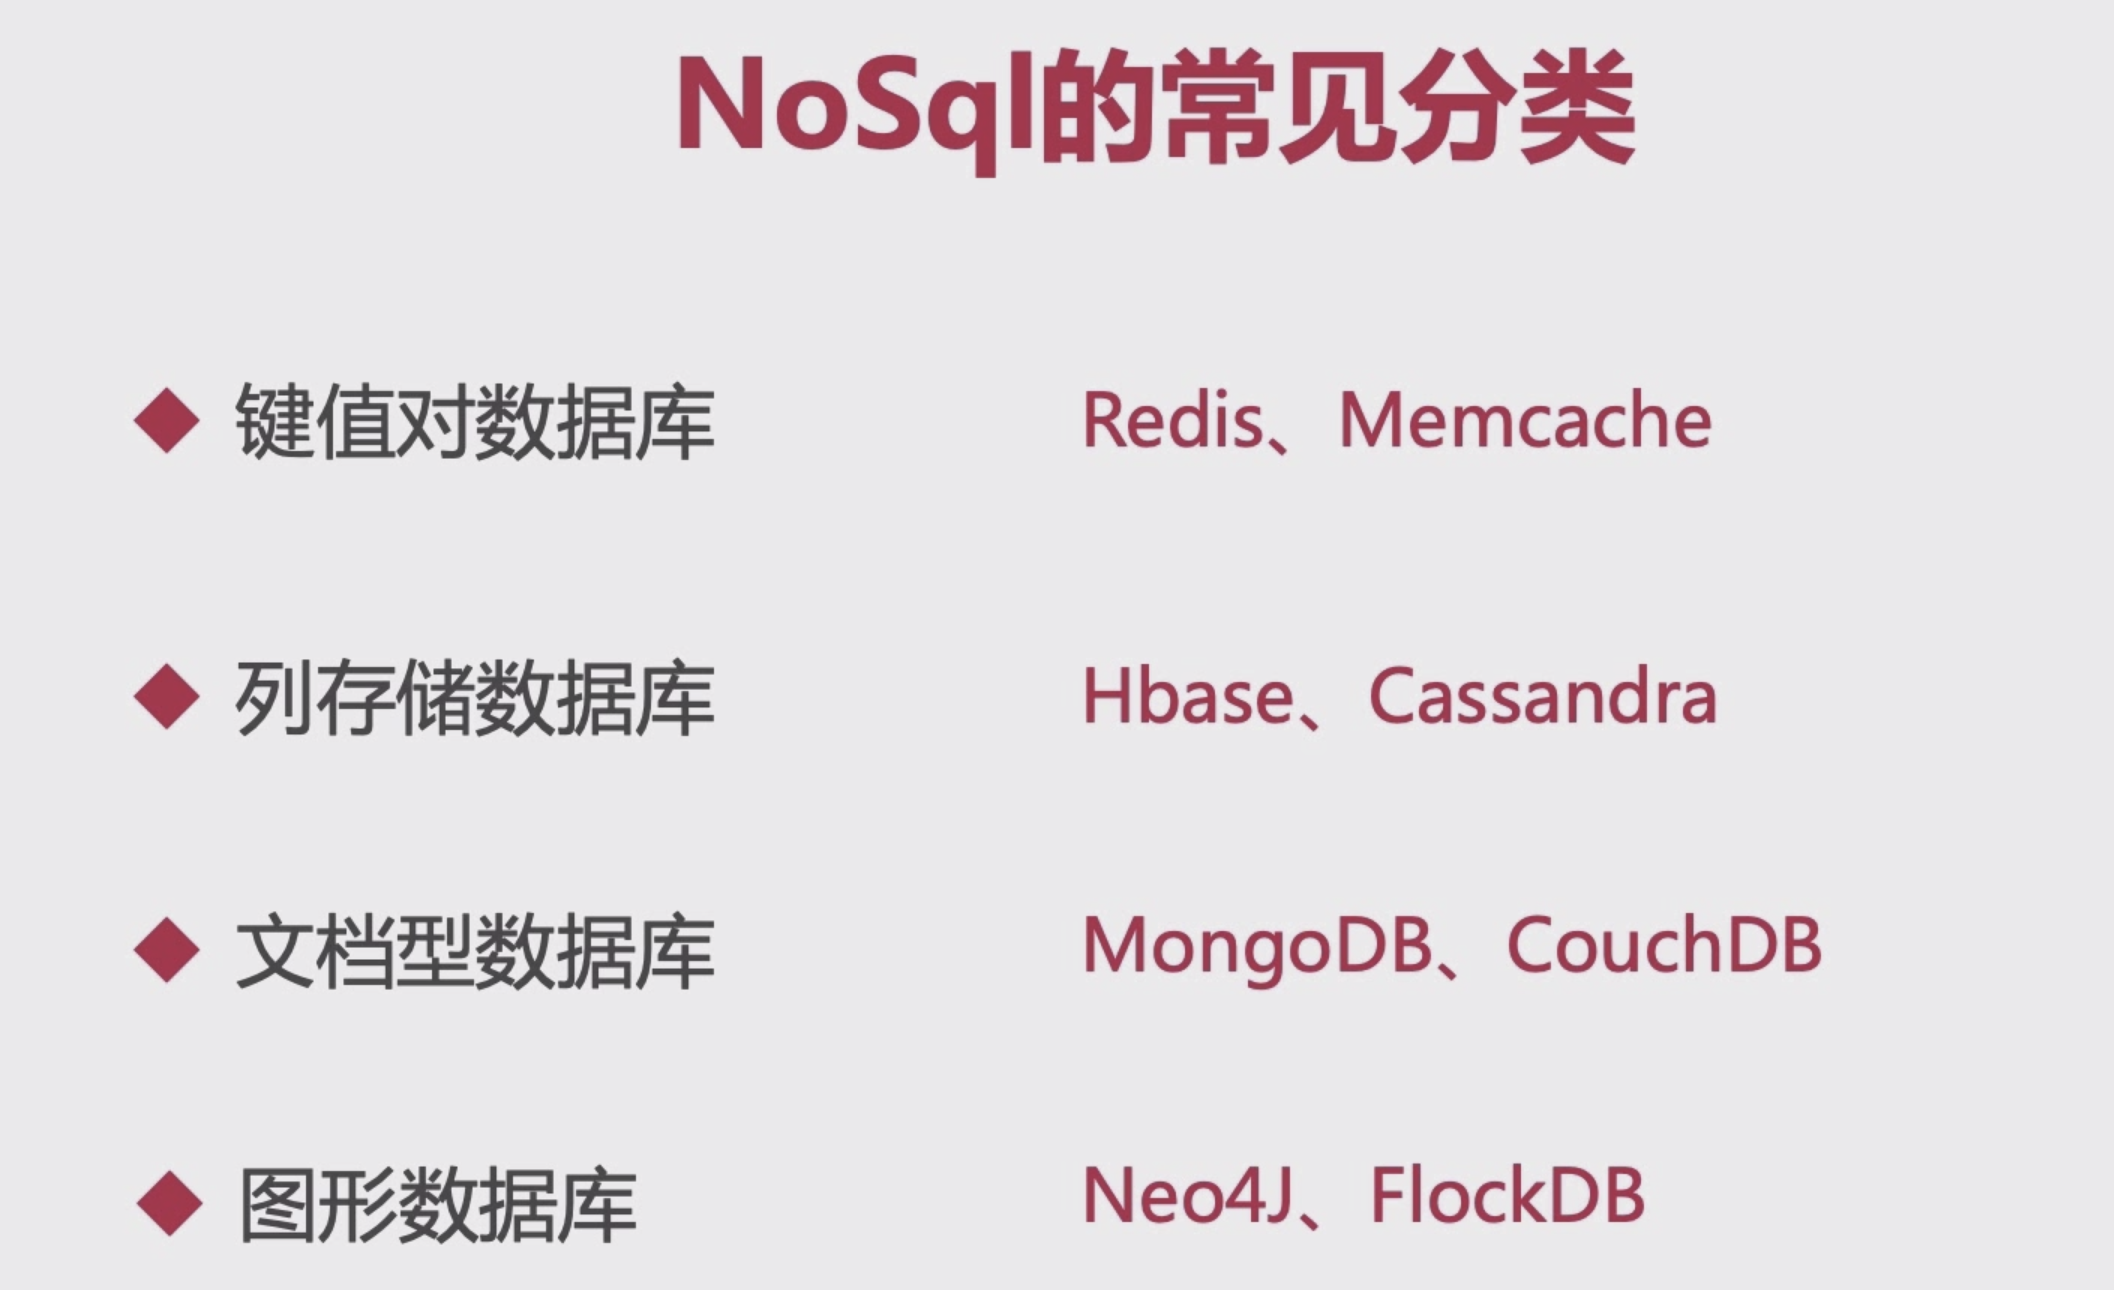 NoSql的常见分类
键值对数据库 Redis、Memcache
列存储数据库 Hbase、Cassandra
文档型数据库 MongoDB、CouchDB
图形数据库 Neo4J、FlockDB